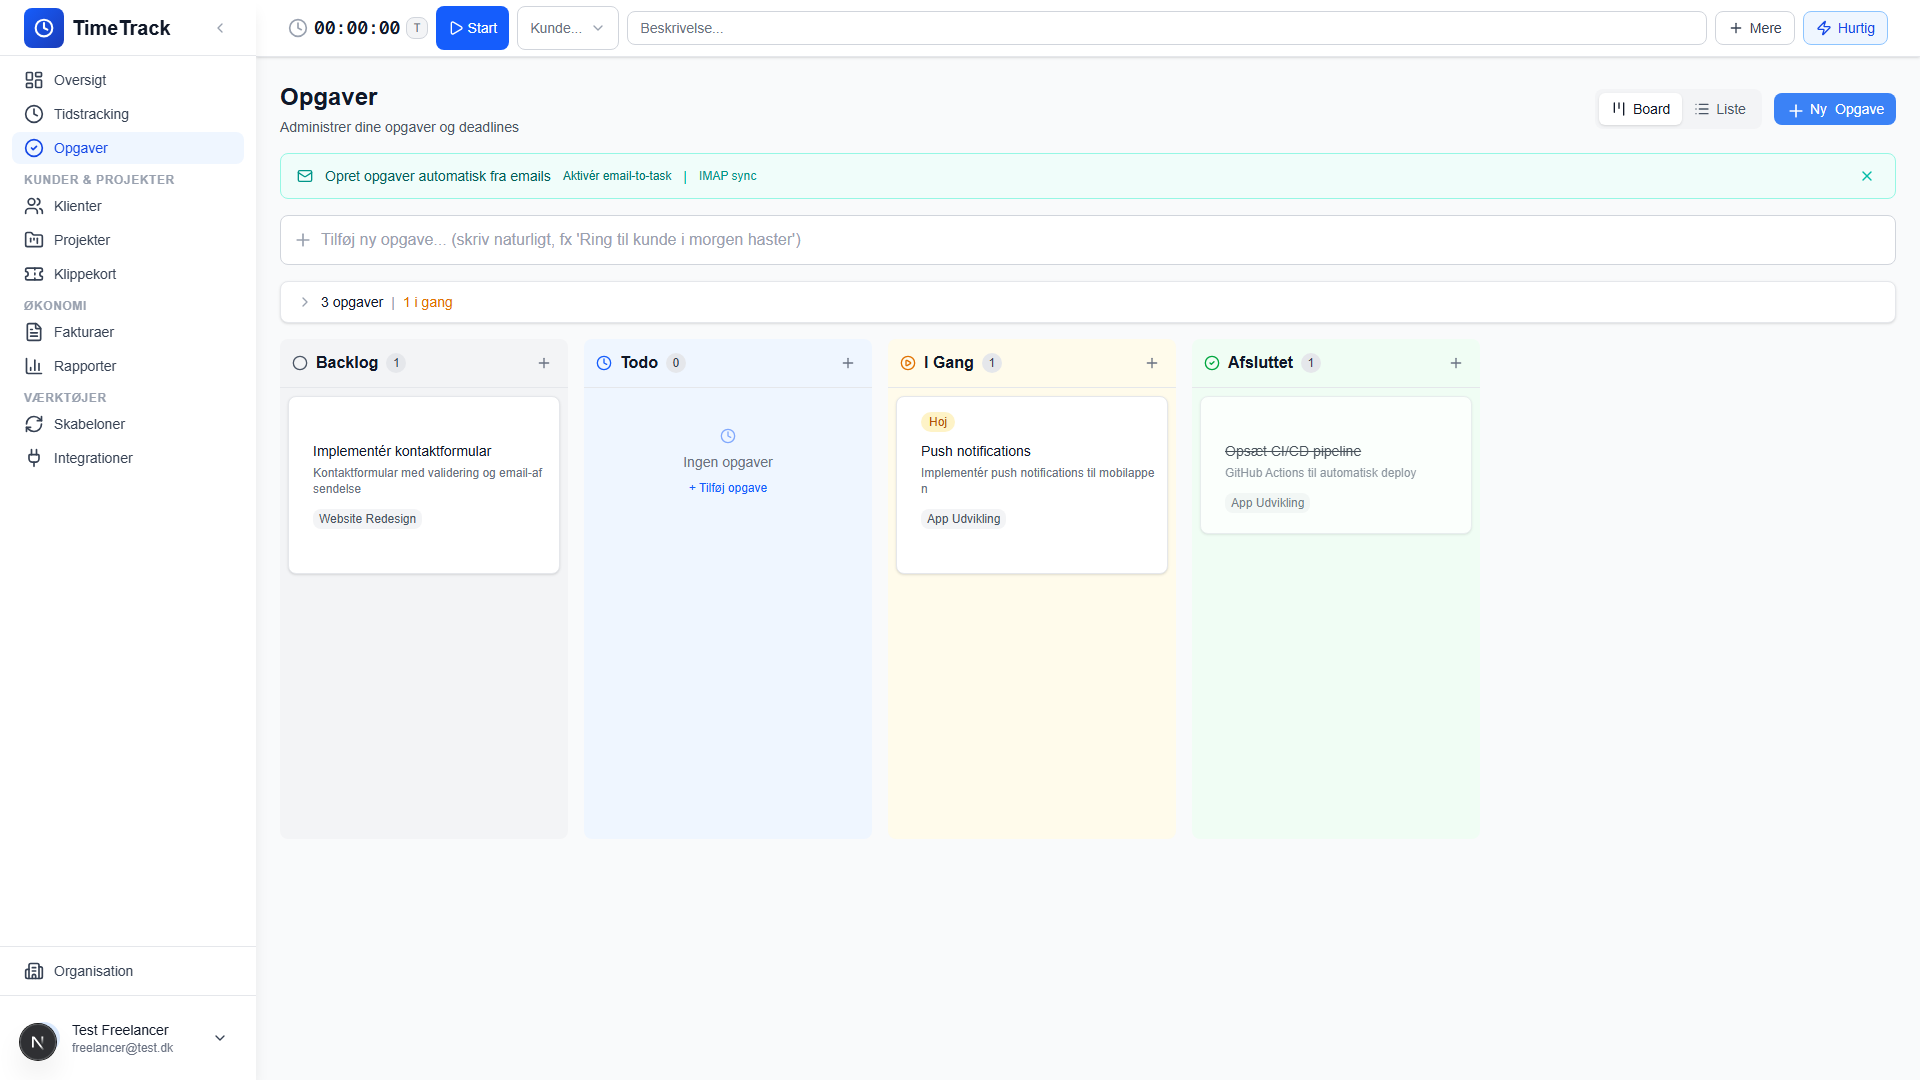 TimeTrack
00:00:00 T Start Kunde... Beskrivelse... Mere Hurtig
Oversigt
Tidstracking
Opgaver
KUNDER & PROJEKTER
Klienter
Projekter
Klippekort
ØKONOMI
Fakturaer
Rapporter
VÆRKTØJER
Skabeloner
Integrationer
Organisation
Test Freelancer
freelancer@test.dk
N
Opgaver
Administrer dine opgaver og deadlines
Board Liste Ny Opgave
Opret opgaver automatisk fra emails Aktivér email-to-task | IMAP sync
Tilføj ny opgave... (skriv naturligt, fx 'Ring til kunde i morgen haster')
3 opgaver | 1 i gang
Backlog 1
Implementér kontaktformular
Kontaktformular med validering og email-af
sendelse
Website Redesign
Todo 0
Ingen opgaver
+ Tilføj opgave
I Gang 1
Hoj
Push notifications
Implementér push notifications til mobilappe
n
App Udvikling
Afsluttet 1
Opsæt CI/CD pipeline
GitHub Actions til automatisk deploy
App Udvikling